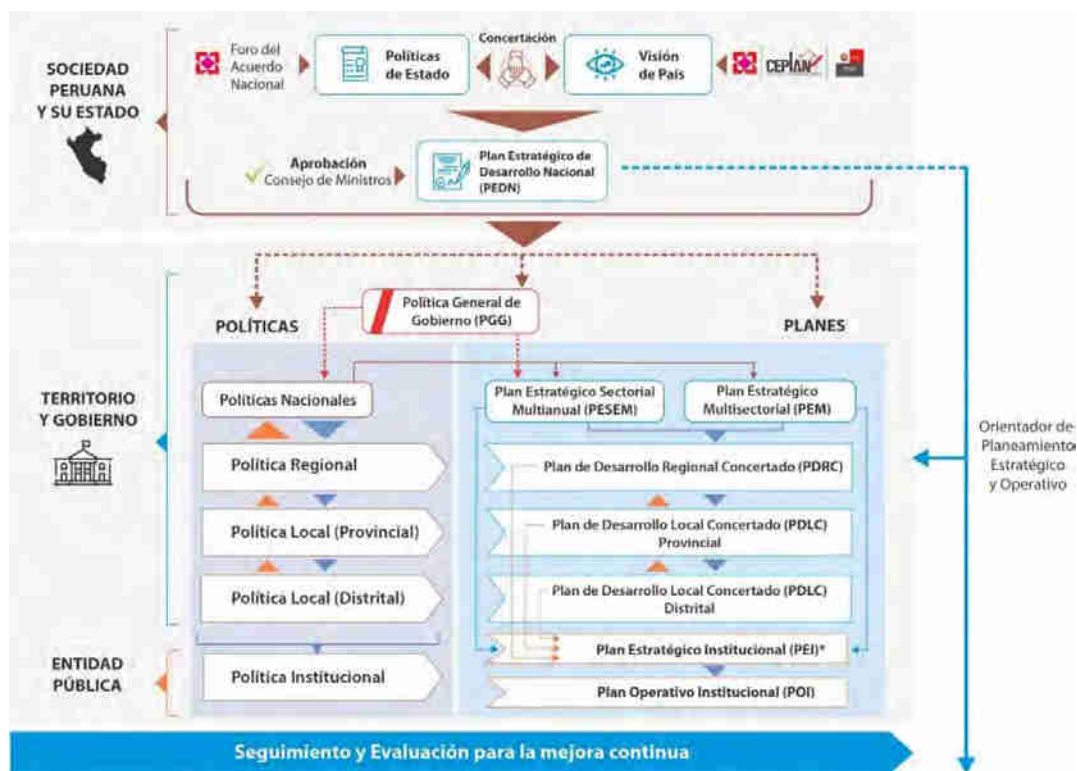 SOCIEDAD
PERUANA
Y SU ESTADO
Foro del
Acuerdo
Nacional
Políticas
de Estado
Concertación
Visión
de País
CEPLAN
Aprobación
Consejo de Ministros
Plan Estratégico de
Desarrollo Nacional
(PEDN)
Política General de
Gobierno (PGG)
POLÍTICAS
PLANES
TERRITORIO
Y GOBIERNO
Políticas Nacionales
Plan Estratégico Sectorial
Multianual (PESEM)
Plan Estratégico
Multisectorial (PEM)
Política Regional
Plan de Desarrollo Regional Concertado (PDRC)
Política Local (Provincial)
Plan de Desarrollo Local Concertado (PDLC)
Provincial
Política Local (Distrital)
Plan de Desarrollo Local Concertado (PDLC)
Distrital
Orientador de
Planeamiento
Estratégico
y Operativo
ENTIDAD
PÚBLICA
Política Institucional
Plan Estratégico Institucional (PEI)*
Plan Operativo Institucional (POI)
Seguimiento y Evaluación para la mejora continua